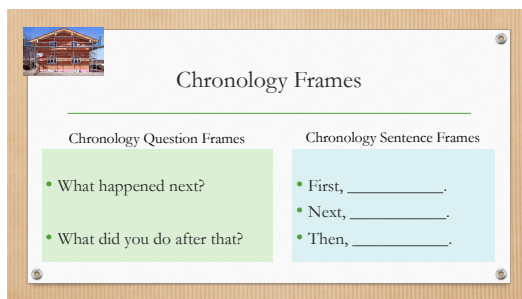 Chronology Frames
Chronology Question Frames
• What happened next?
• What did you do after that?
Chronology Sentence Frames
• First, ___________.
• Next, ___________.
• Then, ___________.